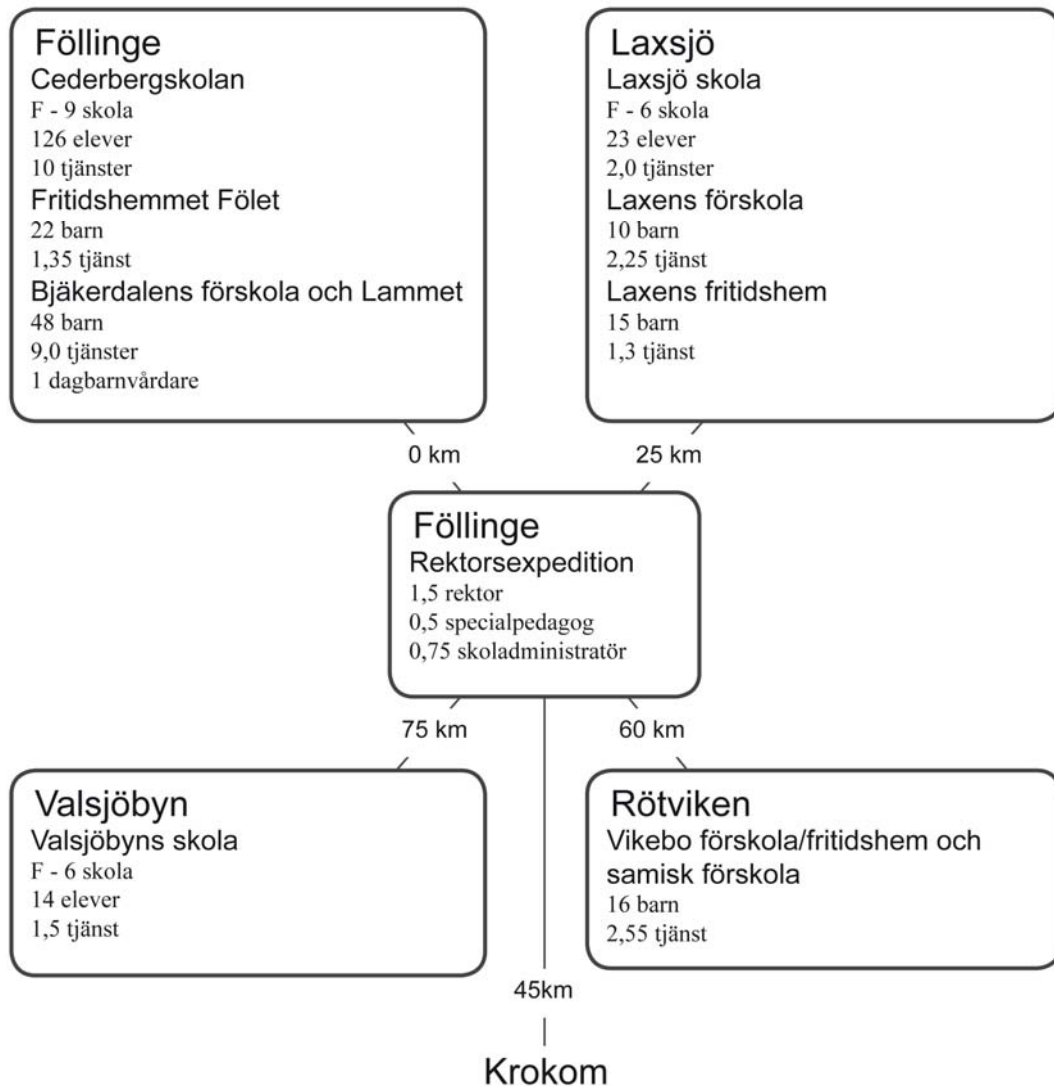 Föllinge
Cederbergskolan
F - 9 skola
126 elever
10 tjänster
Fritidshemmet Fölet
22 barn
1,35 tjänst
Bjäkerdalens förskola och Lammet
48 barn
9,0 tjänster
1 dagbarnvårdare
Laxsjö
Laxsjö skola
F - 6 skola
23 elever
2,0 tjänster
Laxens förskola
10 barn
2,25 tjänst
Laxens fritidshem
15 barn
1,3 tjänst
0 km
25 km
Föllinge
Rektorsexpedition
1,5 rektor
0,5 specialpedagog
0,75 skoladministratör
75 km
60 km
Valsjöbyn
Valsjöbyns skola
F - 6 skola
14 elever
1,5 tjänst
Rötviken
Vikebo förskola/fritidshem och
samisk förskola
16 barn
2,55 tjänst
45km
Krokom